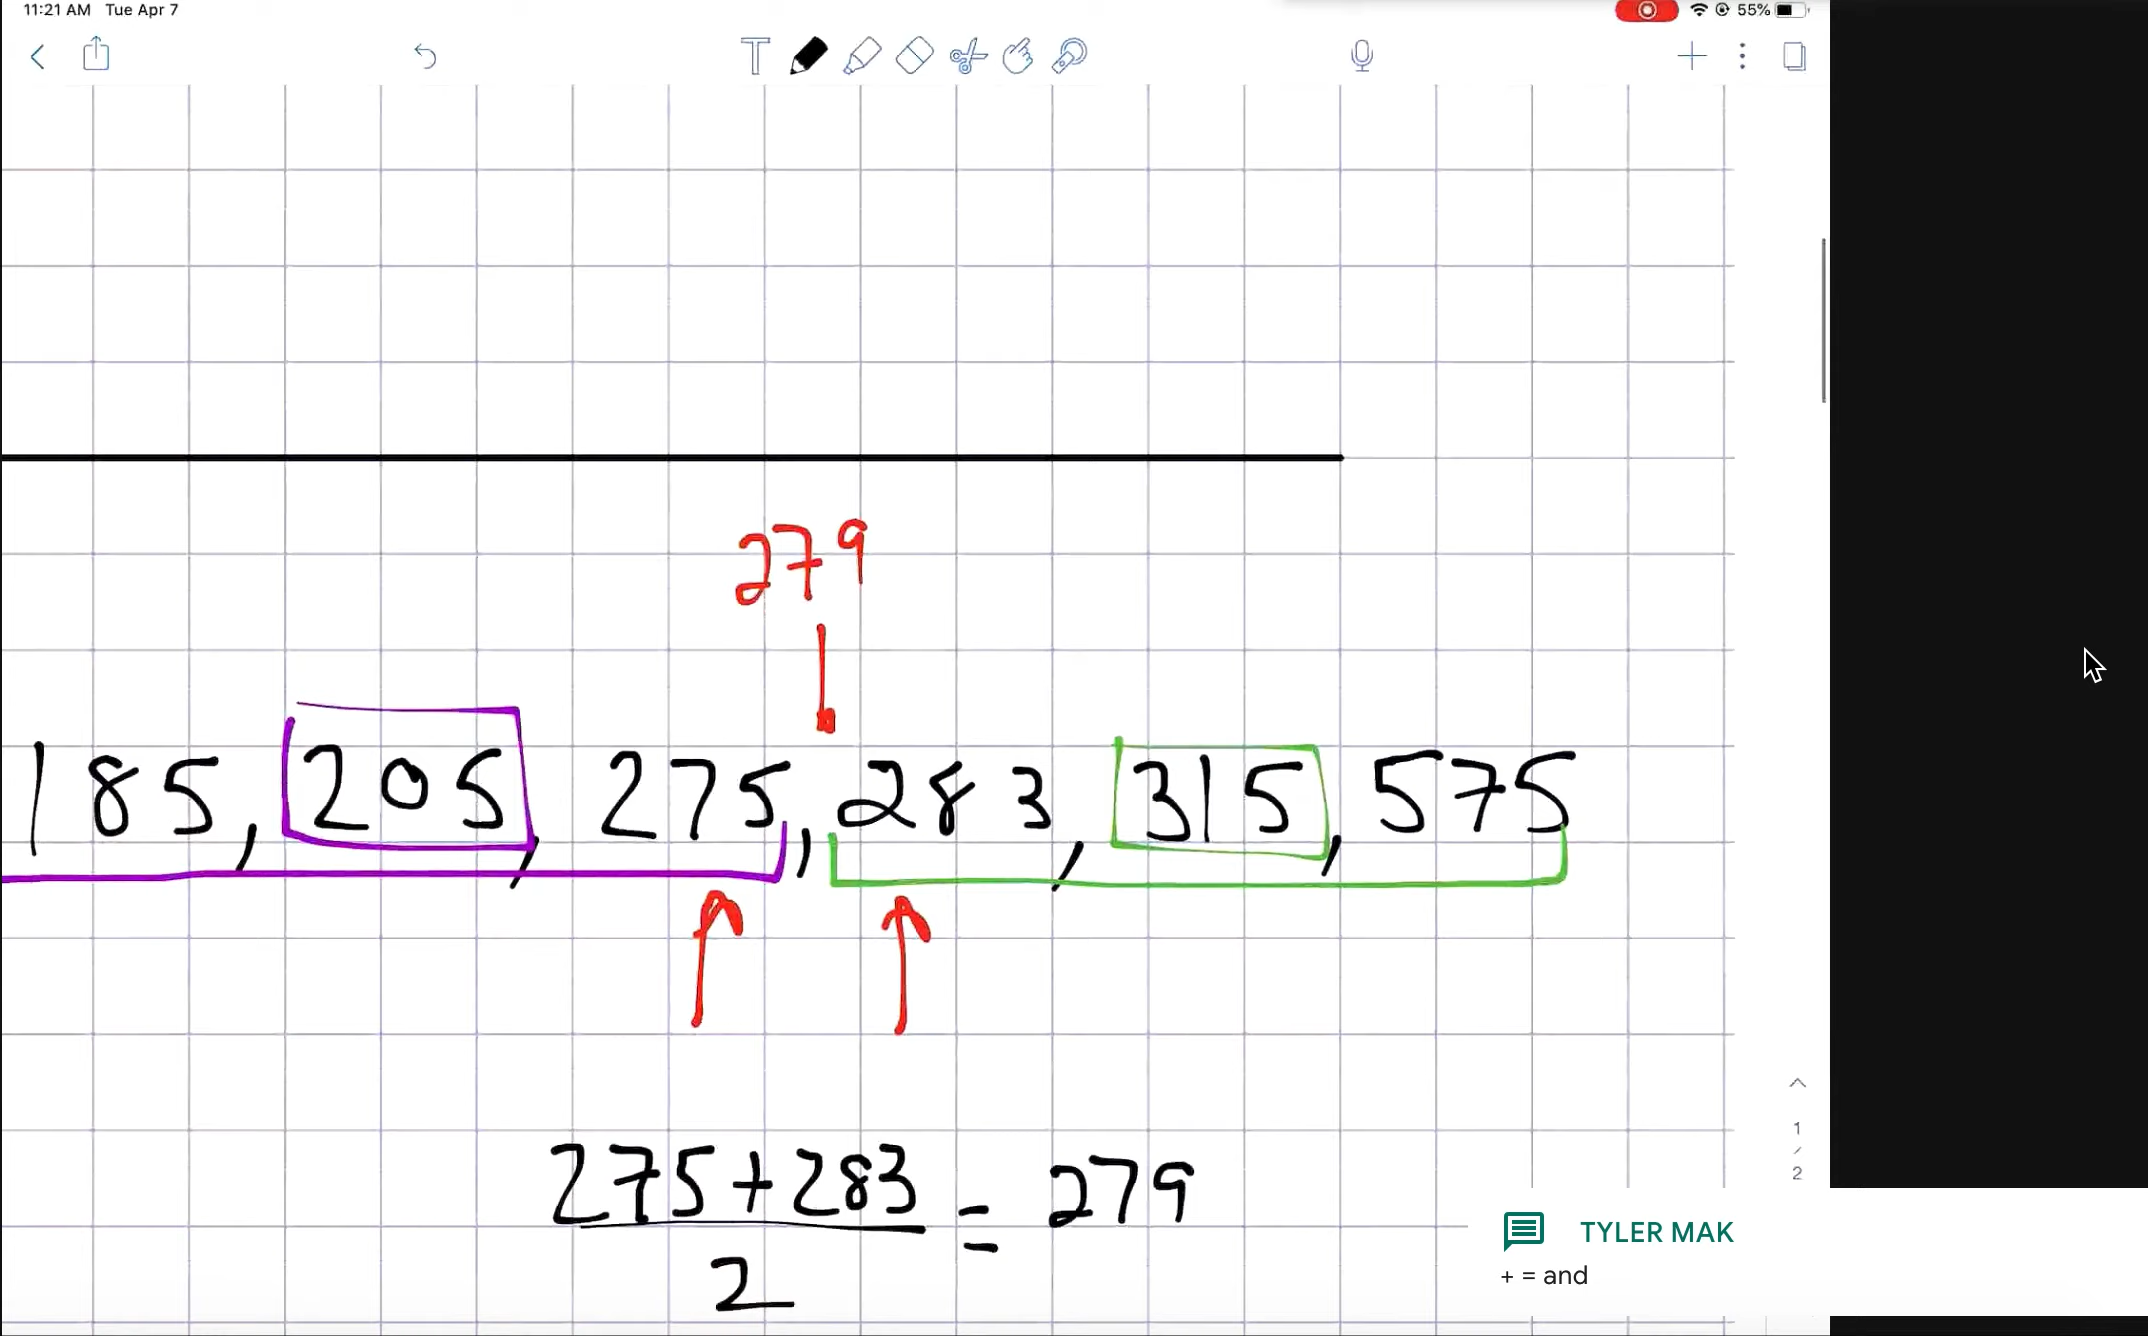 11:21 AM Tue Apr 7
55%
T
279
185, 205, 275, 283, 315, 575
275+283 = 279
2
1
/
2
TYLER MAK
+ = and